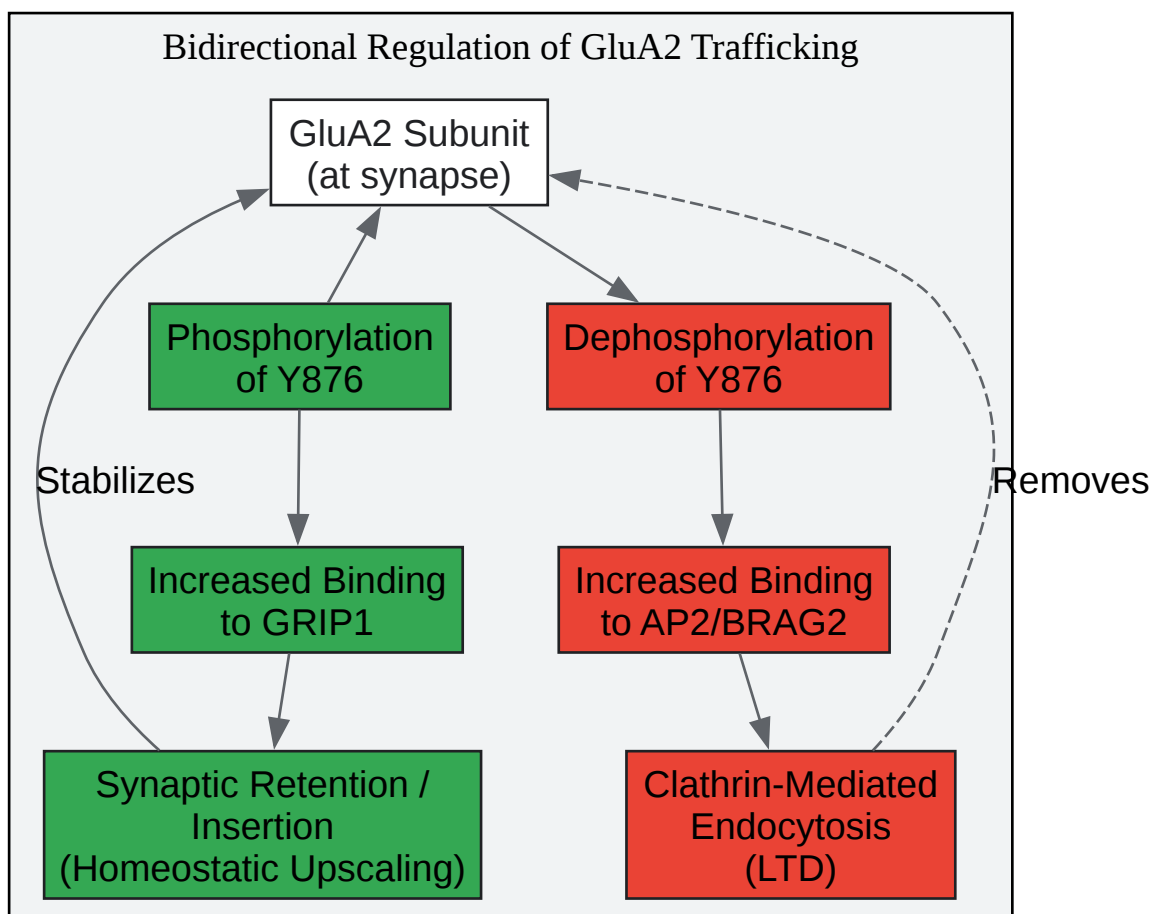 Bidirectional Regulation of GluA2 Trafficking
GluA2 Subunit
(at synapse)
Phosphorylation
of Y876
Dephosphorylation
of Y876
Stabilizes
Removes
Increased Binding
to GRIP1
Increased Binding
to AP2/BRAG2
Synaptic Retention /
Insertion
(Homeostatic Upscaling)
Clathrin-Mediated
Endocytosis
(LTD)